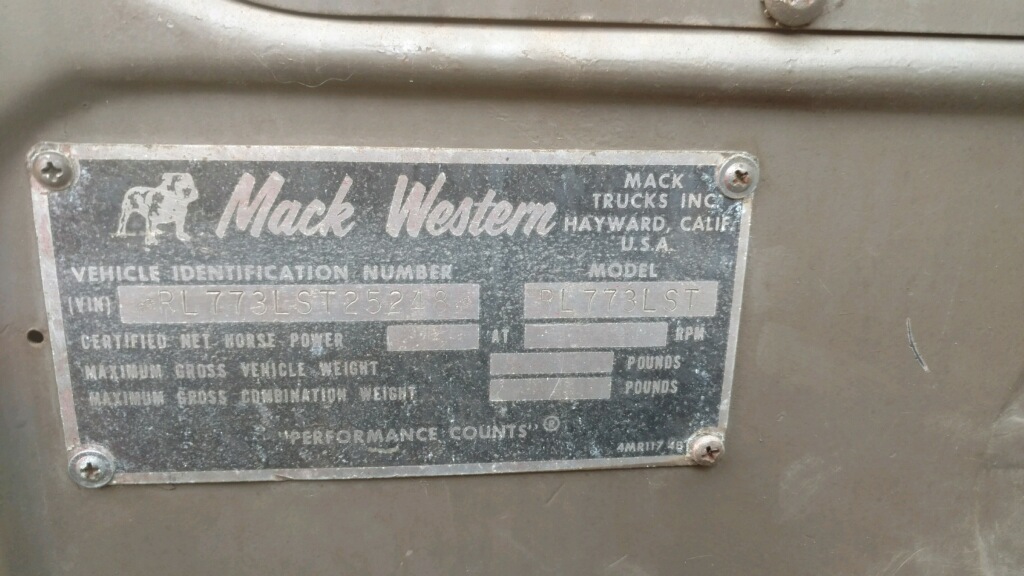 Mack Western
MACK
TRUCKS INC.
HAYWARD, CALIF.
U.S.A.
VEHICLE IDENTIFICATION NUMBER
MODEL
(VIN)
RL773LST
CERTIFIED NET HORSE POWER
AT
RPM
MAXIMUM GROSS VEHICLE WEIGHT
POUNDS
MAXIMUM GROSS COMBINATION WEIGHT
POUNDS
"PERFORMANCE COUNTS"®